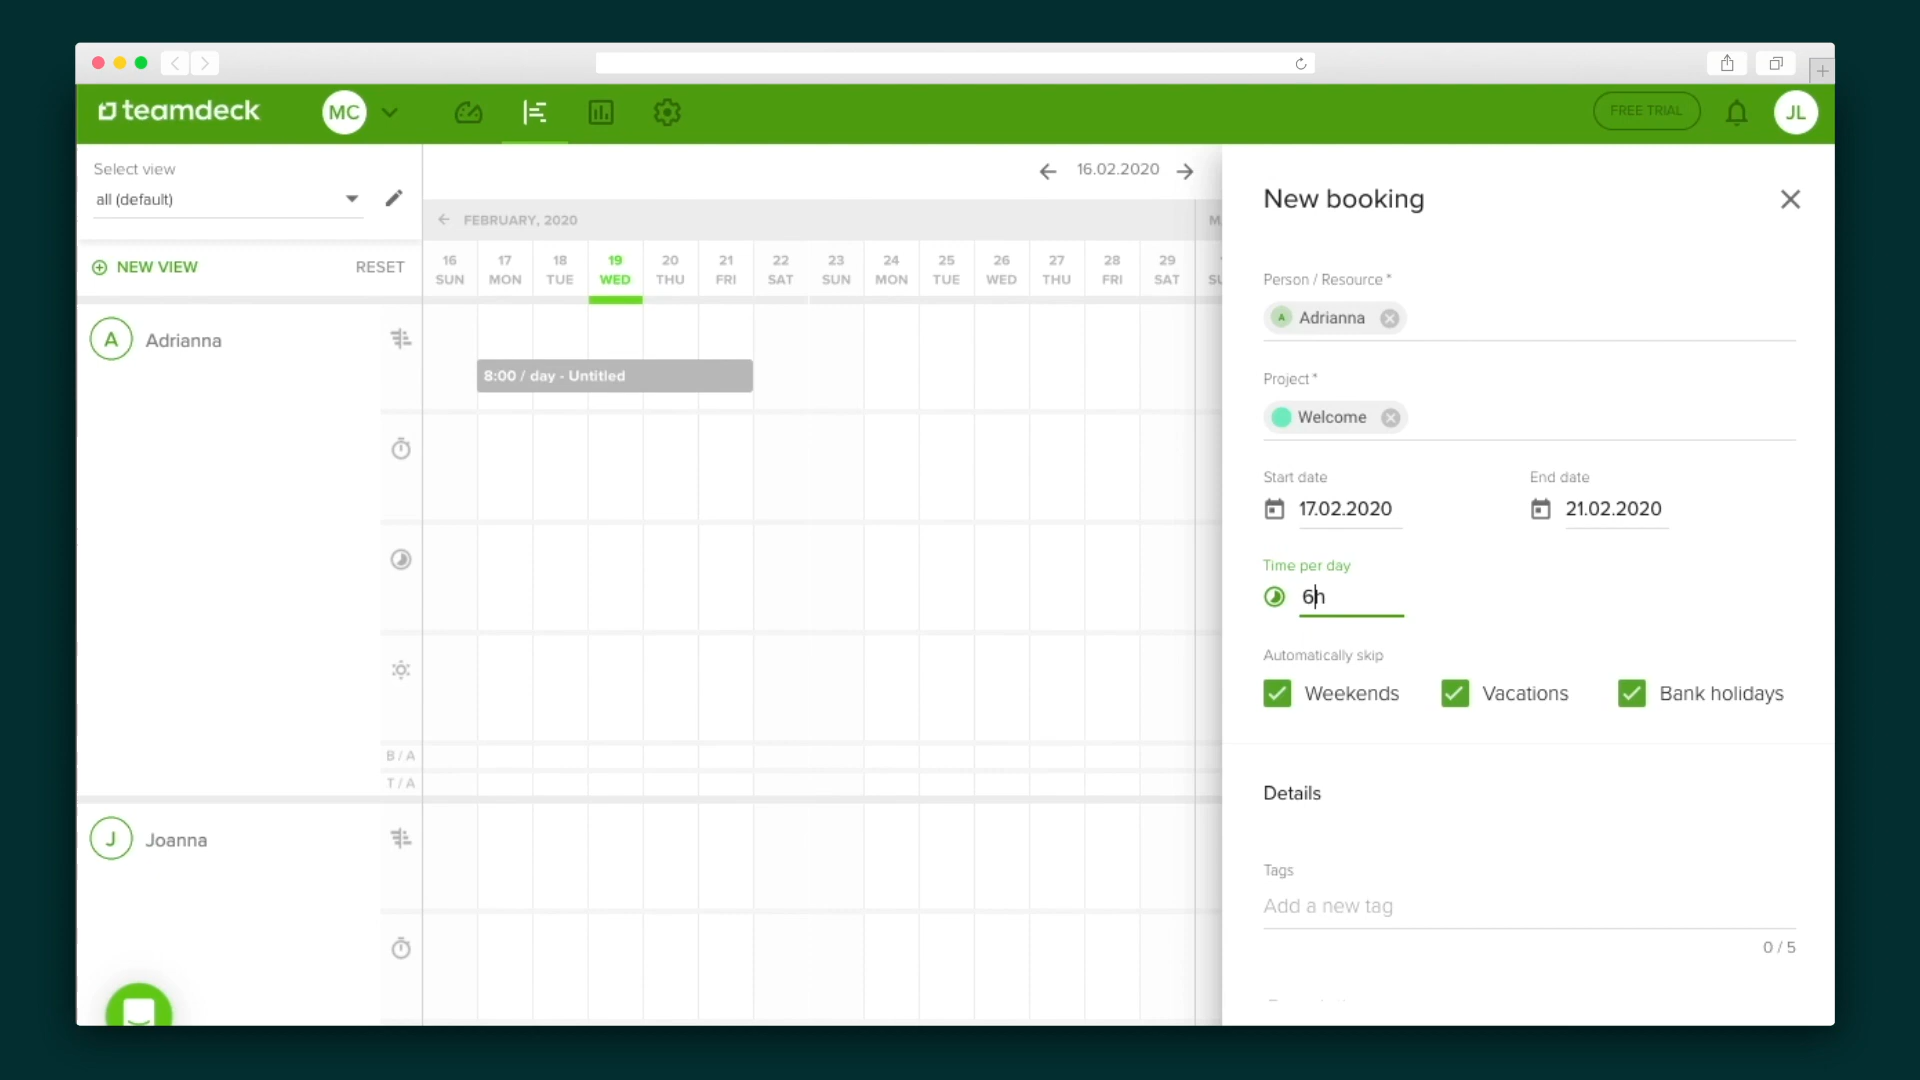 teamdeck
MC
FREE TRIAL
JL
Select view
all (default)
NEW VIEW
RESET
16.02.2020
FEBRUARY, 2020
16 17 18 19 20 21 22 23 24 25 26 27 28 29
SUN MON TUE WED THU FRI SAT SUN MON TUE WED THU FRI SAT
A
Adrianna
8:00 / day - Untitled
B / A
T / A
J
Joanna
New booking
Person / Resource*
A Adrianna
Project*
Welcome
Start date
17.02.2020
End date
21.02.2020
Time per day
6h
Automatically skip
Weekends
Vacations
Bank holidays
Details
Tags
Add a new tag
0 / 5